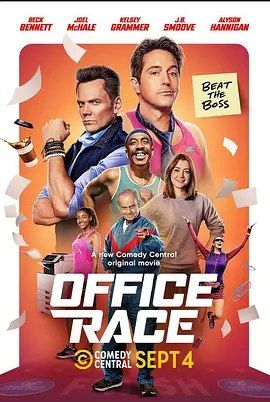 BECK BENNETT
JOEL McHALE
KELSEY GRAMMER
J.B. SMOOVE
ALYSON HANNIGAN
BEAT
THE
BOSS
A new Comedy Central
original movie
OFFICE
RACE
COMEDY
CENTRAL
SEPT 4